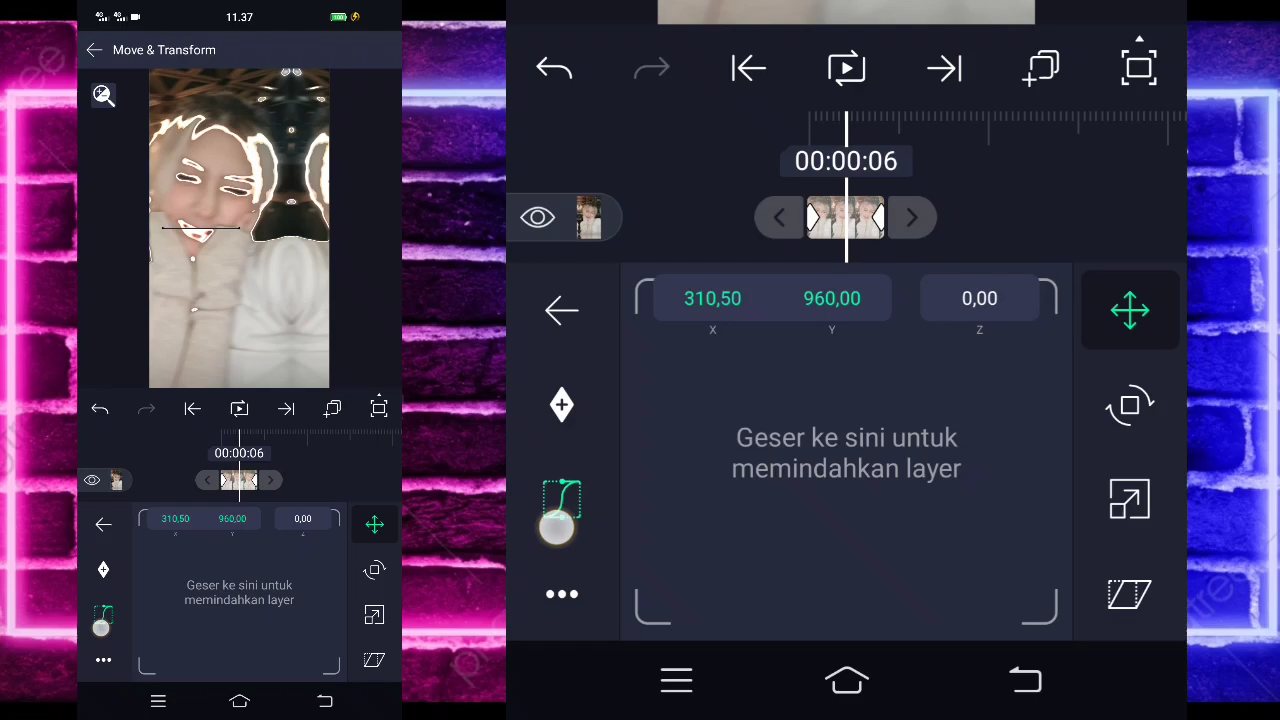 11.37
Move & Transform
00:00:06
310,50 960,00 0,00
X Y Z
Geser ke sini untuk
memindahkan layer
00:00:06
310,50 960,00 0,00
X Y Z
Geser ke sini untuk
memindahkan layer